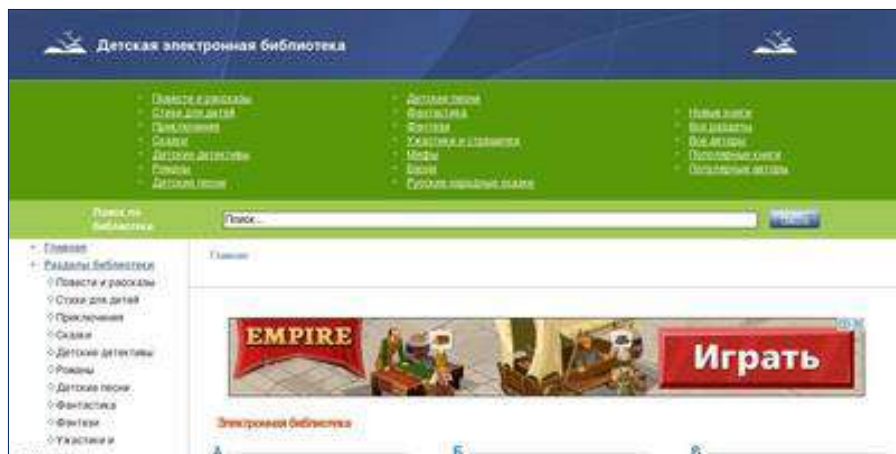 Детская электронная библиотека
Повести и рассказы
Стихи для детей
Приключения
Сказки
Детские детективы
Романы
Детские песни
Детские песни
Фантастика
Фэнтези
Ужастики и страшилки
Мифы
Басни
Русские народные сказки
Новые книги
Все разделы
Все авторы
Популярные книги
Популярные авторы
Поиск по
библиотеке
Поиск...
Главная
Разделы библиотеки
Повести и рассказы
Стихи для детей
Приключения
Сказки
Детские детективы
Романы
Детские песни
Фантастика
Фэнтези
Ужастики и
Главная
EMPIRE
Играть
Электронная библиотека
А
Б
В